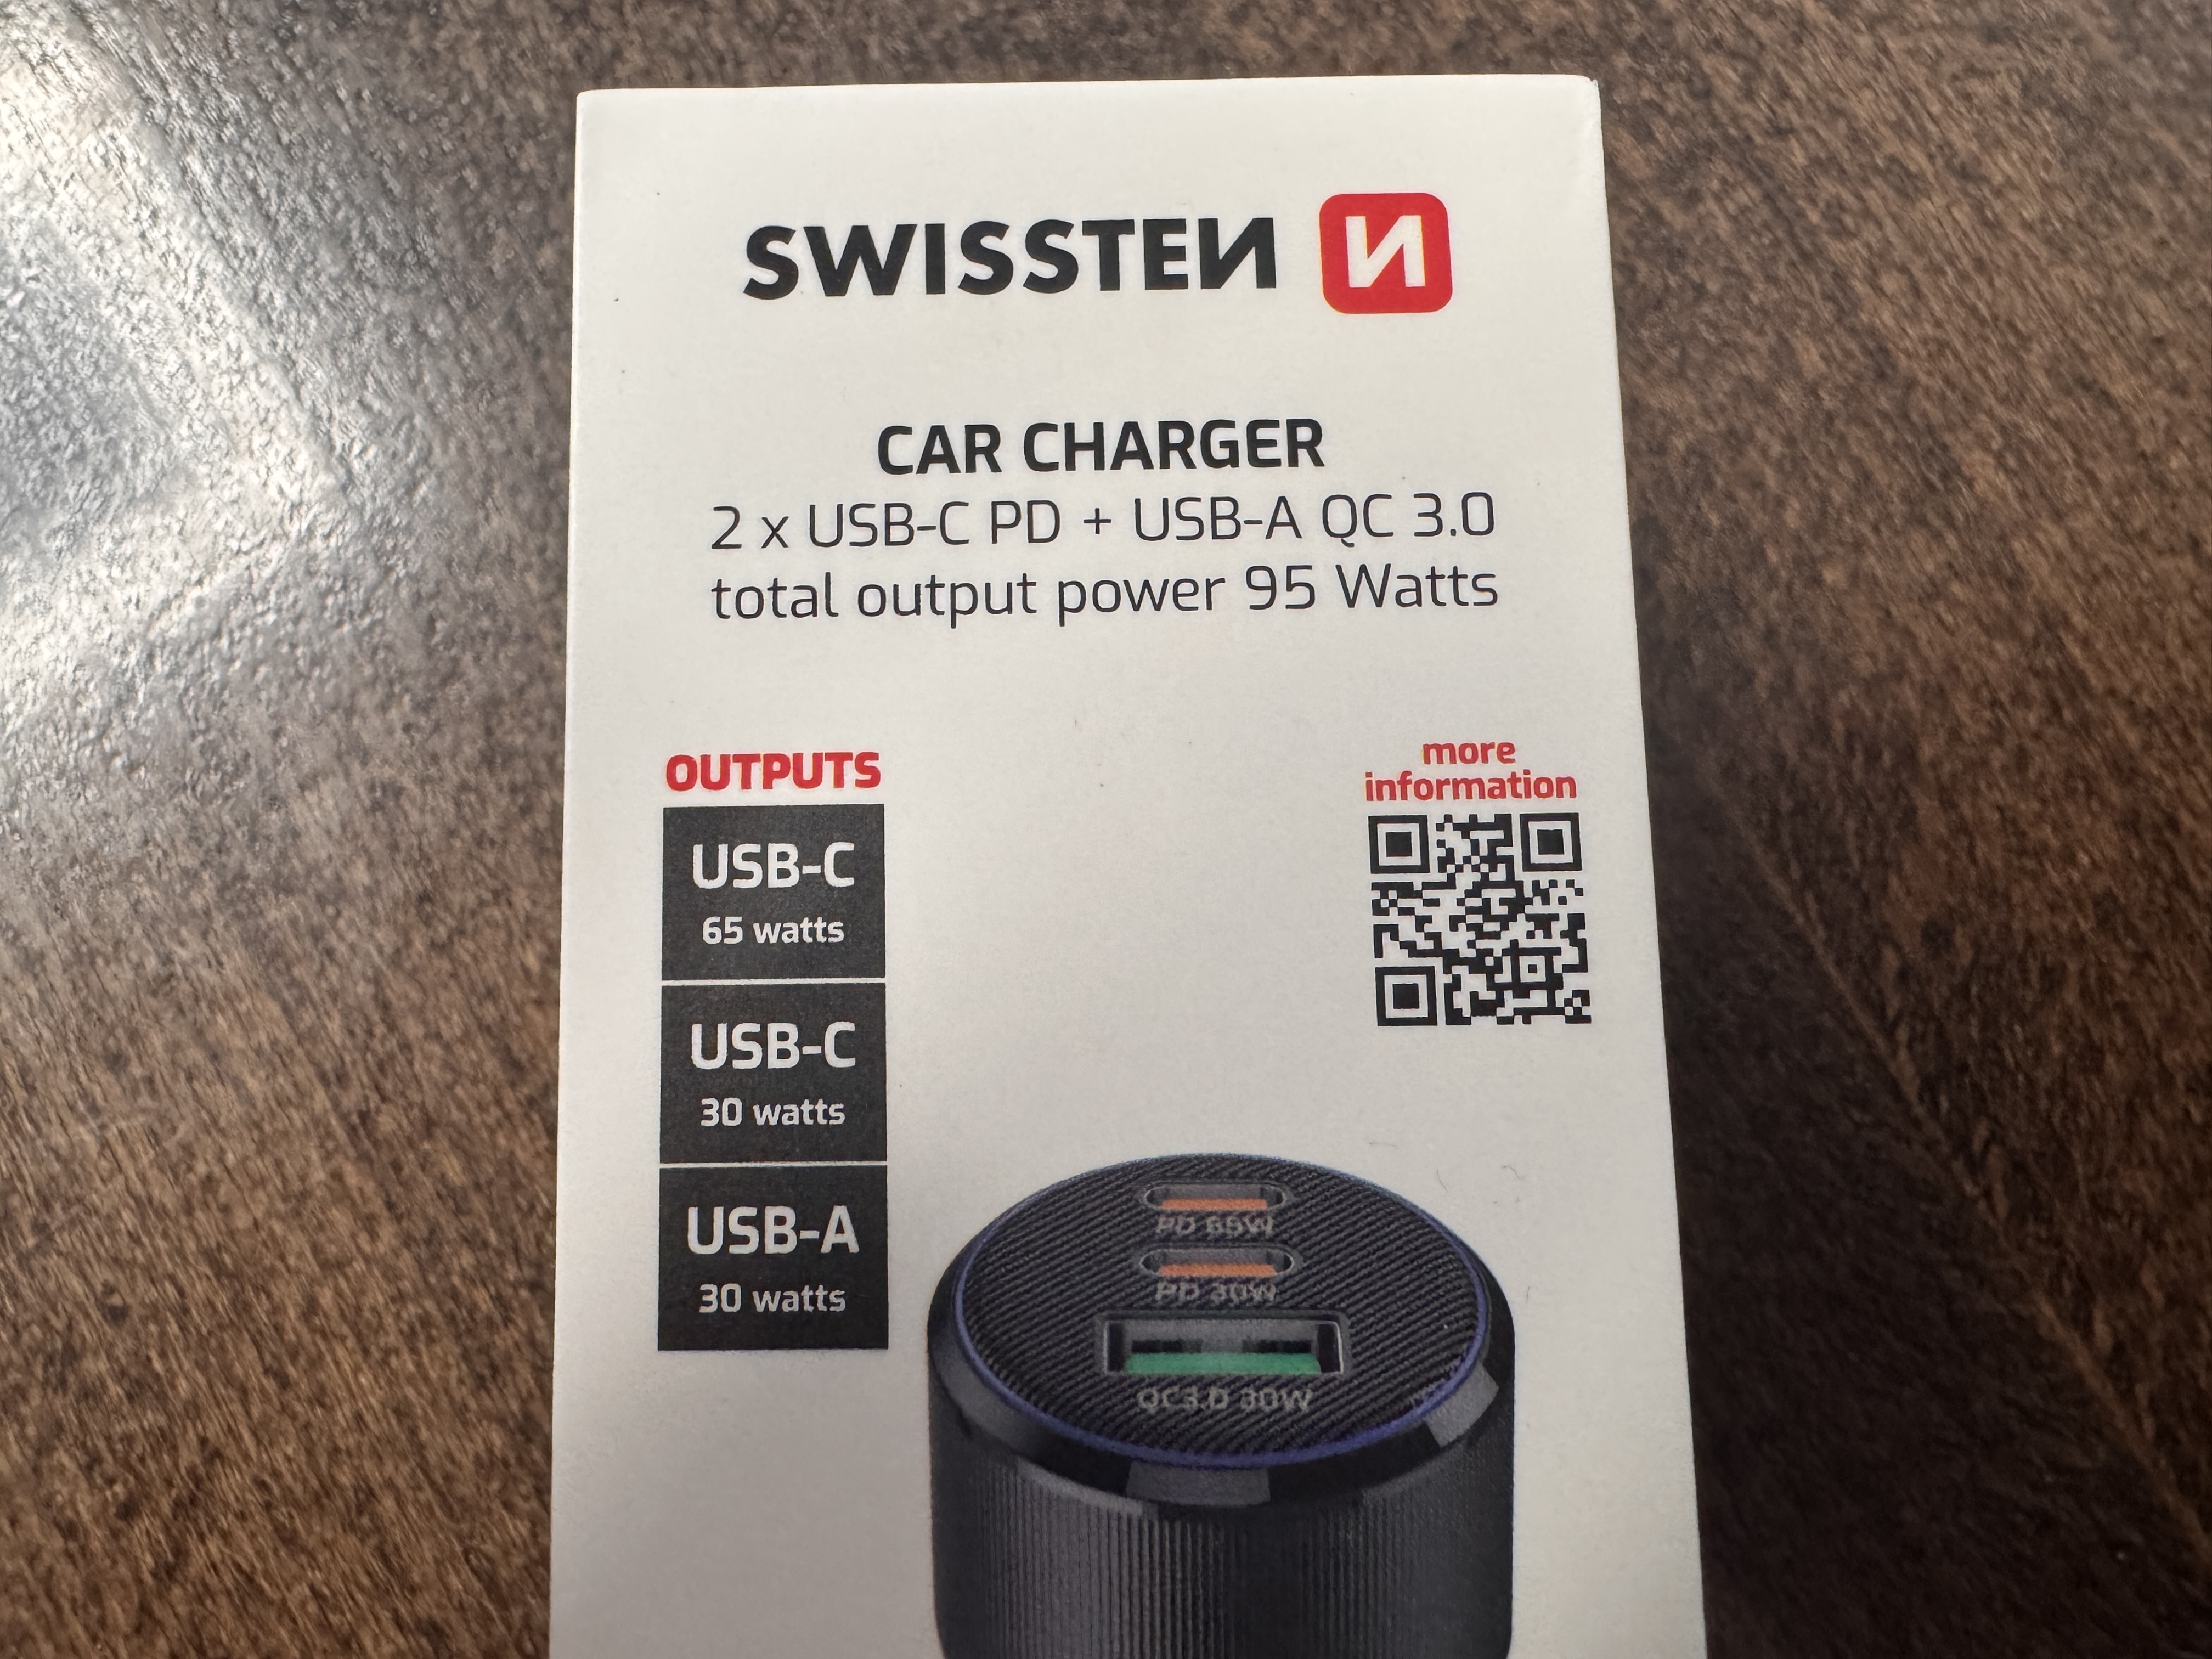 SWISSTEN N
CAR CHARGER
2 x USB-C PD + USB-A QC 3.0
total output power 95 Watts
OUTPUTS
USB-C
65 watts
USB-C
30 watts
USB-A
30 watts
more
information
PD 65W
PD 30W
QC3.0 30W